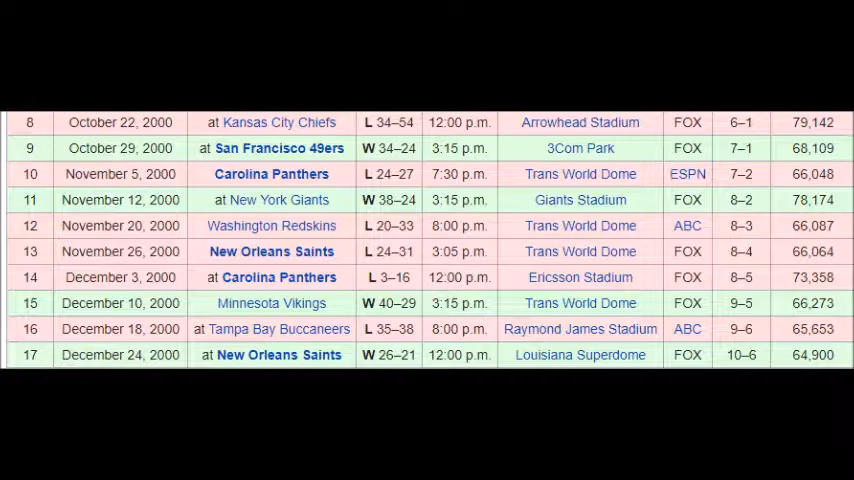 8 October 22, 2000 at Kansas City Chiefs L 34–54 12:00 p.m. Arrowhead Stadium FOX 6–1 79,142
9 October 29, 2000 at San Francisco 49ers W 34–24 3:15 p.m. 3Com Park FOX 7–1 68,109
10 November 5, 2000 Carolina Panthers L 24–27 7:30 p.m. Trans World Dome ESPN 7–2 66,048
11 November 12, 2000 at New York Giants W 38–24 3:15 p.m. Giants Stadium FOX 8–2 78,174
12 November 20, 2000 Washington Redskins L 20–33 8:00 p.m. Trans World Dome ABC 8–3 66,087
13 November 26, 2000 New Orleans Saints L 24–31 3:05 p.m. Trans World Dome FOX 8–4 66,064
14 December 3, 2000 at Carolina Panthers L 3–16 12:00 p.m. Ericsson Stadium FOX 8–5 73,358
15 December 10, 2000 Minnesota Vikings W 40–29 3:15 p.m. Trans World Dome FOX 9–5 66,273
16 December 18, 2000 at Tampa Bay Buccaneers L 35–38 8:00 p.m. Raymond James Stadium ABC 9–6 65,653
17 December 24, 2000 at New Orleans Saints W 26–21 12:00 p.m. Louisiana Superdome FOX 10–6 64,900